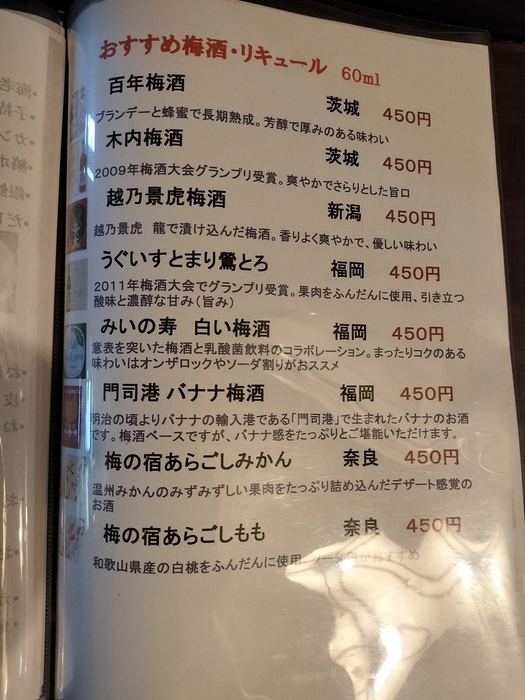 おすすめ梅酒・リキュール 60ml
百年梅酒 茨城 450円
ブランデーと蜂蜜で長期熟成。芳醇で厚みのある味わい
木内梅酒 茨城 450円
2009年梅酒大会グランプリ受賞。爽やかでさらりとした旨口
越乃景虎梅酒 新潟 450円
越乃景虎 龍で漬け込んだ梅酒。香りよく爽やかで、優しい味わい
うぐいすとまり鶯とろ 福岡 450円
2011年梅酒大会でグランプリ受賞。果肉をふんだんに使用、引き立つ
酸味と濃醇な甘み(旨み)
みいの寿 白い梅酒 福岡 450円
意表を突いた梅酒と乳酸菌飲料のコラボレーション。まったりコクのある
味わいはオンザロックやソーダ割りがおススメ
門司港 バナナ梅酒 福岡 450円
明治の頃よりバナナの輸入港である「門司港」で生まれたバナナのお酒
です。梅酒ベースですが、バナナ感をたっぷりとご堪能いただけます。
梅の宿あらごしみかん 奈良 450円
温州みかんのみずみずしい果肉をたっぷり詰め込んだデザート感覚の
お酒
梅の宿あらごしもも 奈良 450円
和歌山県産の白桃をふんだんに使用 がおすすめ